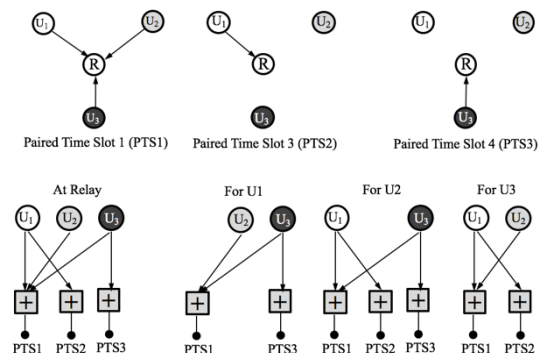 U1 U2 U1 U2 U1 U2
R R R
U3 U3 U3
Paired Time Slot 1 (PTS1) Paired Time Slot 3 (PTS2) Paired Time Slot 4 (PTS3)
At Relay For U1 For U2 For U3
U1 U2 U3 U2 U3 U1 U3 U1 U2
+ + + + + + + + + +
PTS1 PTS2 PTS3 PTS1 PTS3 PTS1 PTS2 PTS3 PTS1 PTS2